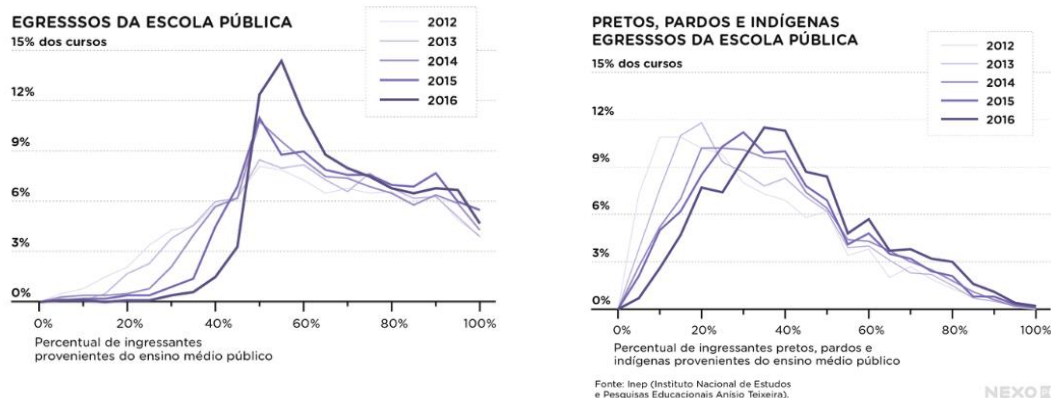 EGRESSSOS DA ESCOLA PÚBLICA
15% dos cursos
2012
2013
2014
2015
2016
12%
9%
6%
3%
0%
0%
20%
40%
60%
80%
100%
Percentual de ingressantes
provenientes do ensino médio público
PRETOS, PARDOS E INDÍGENAS
EGRESSSOS DA ESCOLA PÚBLICA
15% dos cursos
2012
2013
2014
2015
2016
12%
9%
6%
3%
0%
0%
20%
40%
60%
80%
100%
Percentual de ingressantes pretos, pardos e
indígenas provenientes do ensino médio público
Fonte: Inep (Instituto Nacional de Estudos
e Pesquisas Educacionais Anísio Teixeira).
NEXO